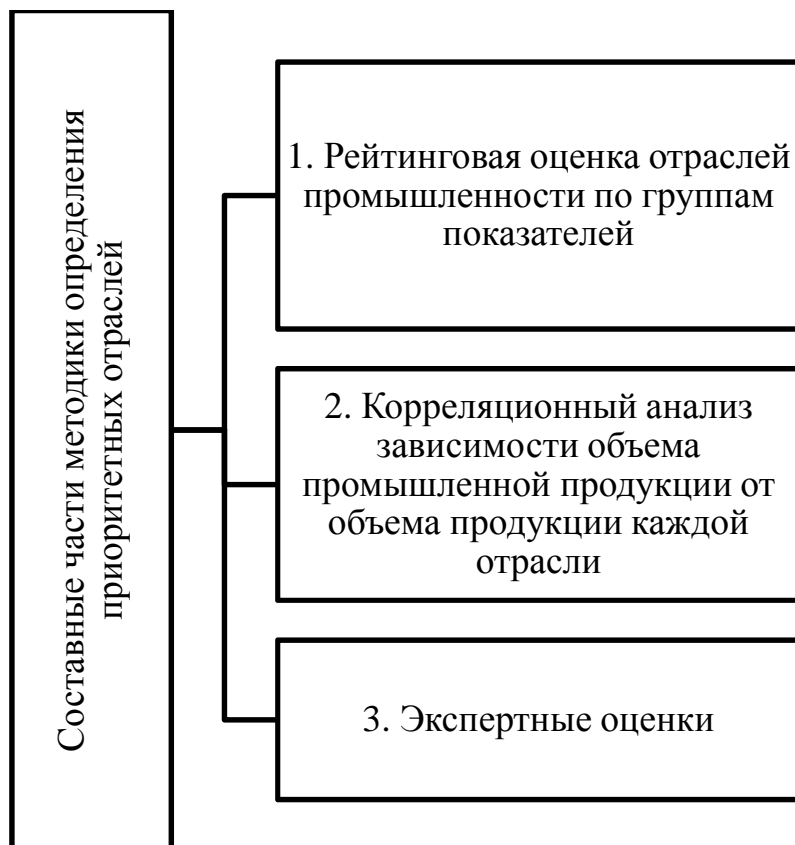 Составные части методики определения
приоритетных отраслей
1. Рейтинговая оценка отраслей
промышленности по группам
показателей
2. Корреляционный анализ
зависимости объема
промышленной продукции от
объема продукции каждой
отрасли
3. Экспертные оценки